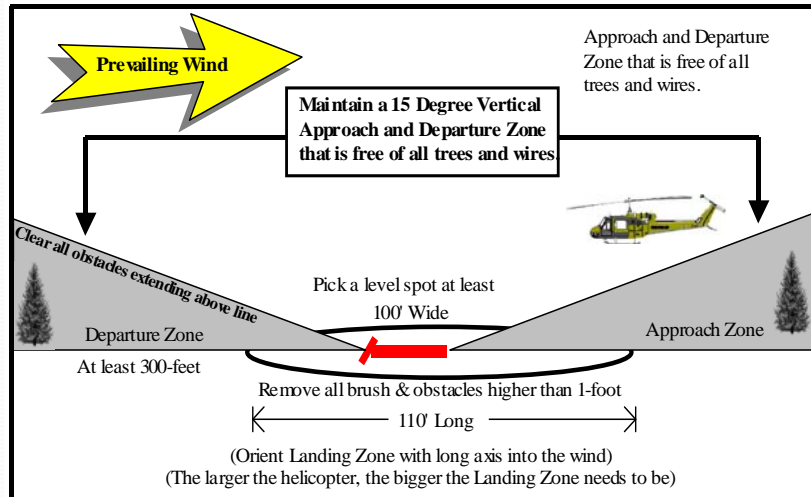 Prevailing Wind
Approach and Departure
Zone that is free of all
trees and wires.
Maintain a 15 Degree Vertical
Approach and Departure Zone
that is free of all trees and wires.
Clear all obstacles extending above line
Pick a level spot at least
100' Wide
Departure Zone
Approach Zone
At least 300-feet
Remove all brush & obstacles higher than 1-foot
110' Long
(Orient Landing Zone with long axis into the wind)
(The larger the helicopter, the bigger the Landing Zone needs to be)